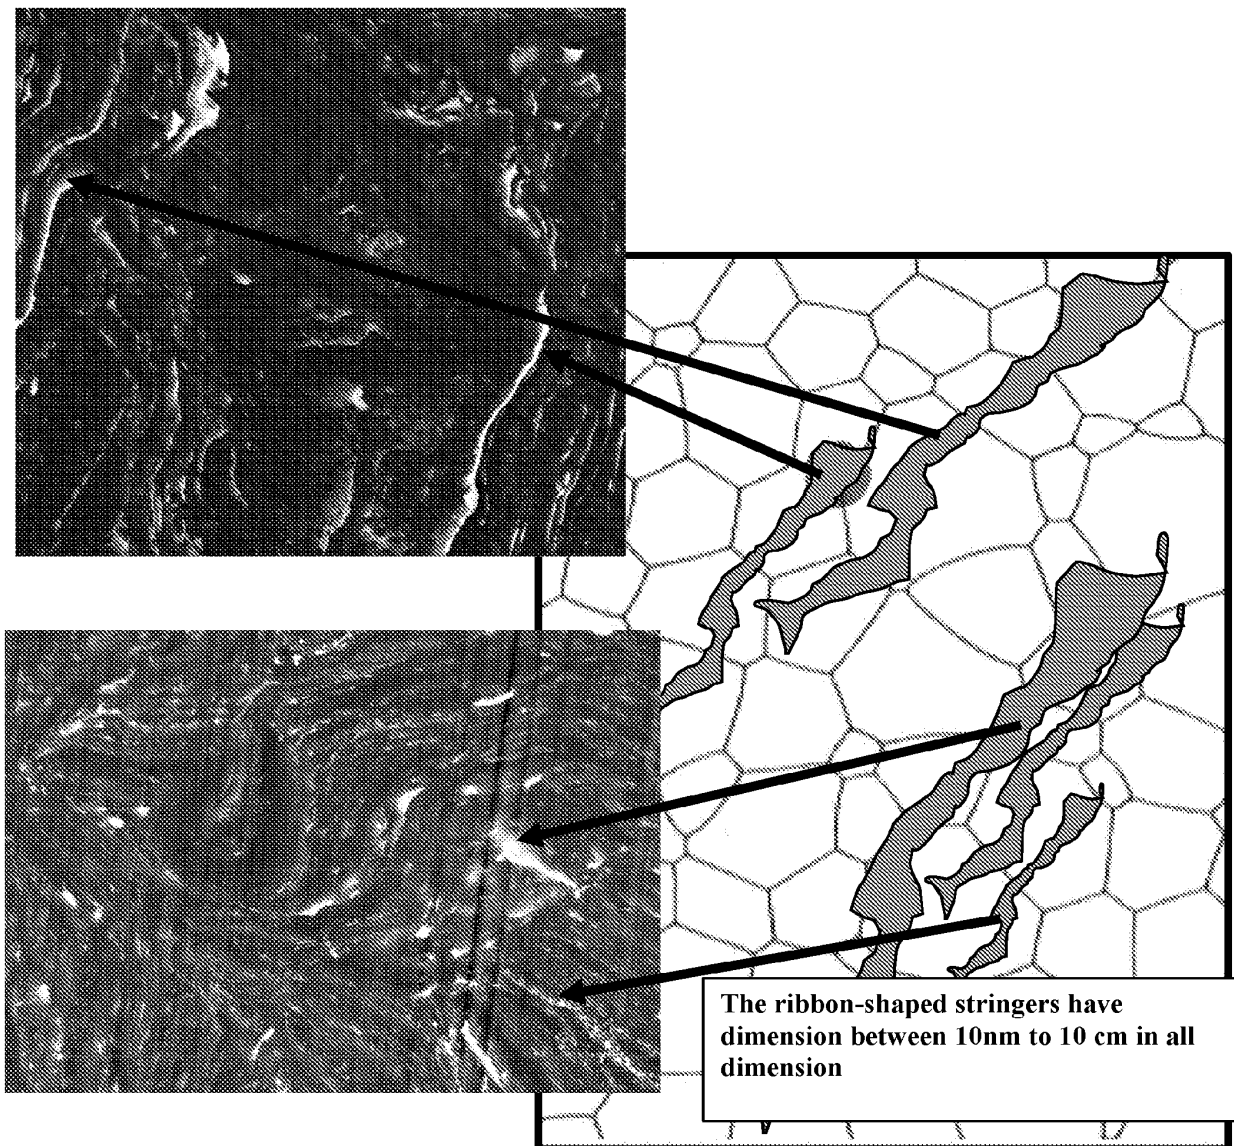 The ribbon-shaped stringers have
dimension between 10nm to 10 cm in all
dimension